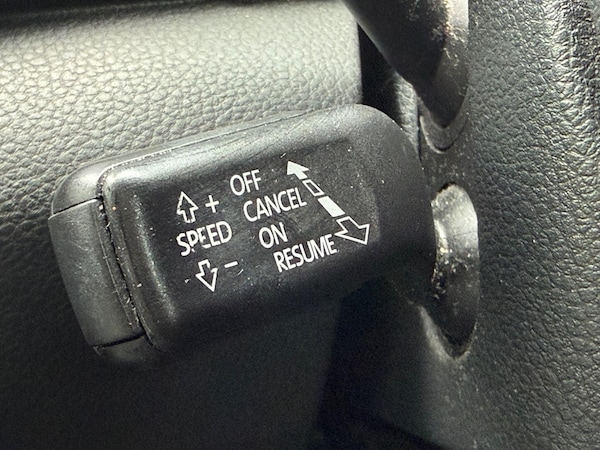 OFF
CANCEL
ON
RESUME
+
SPEED
-